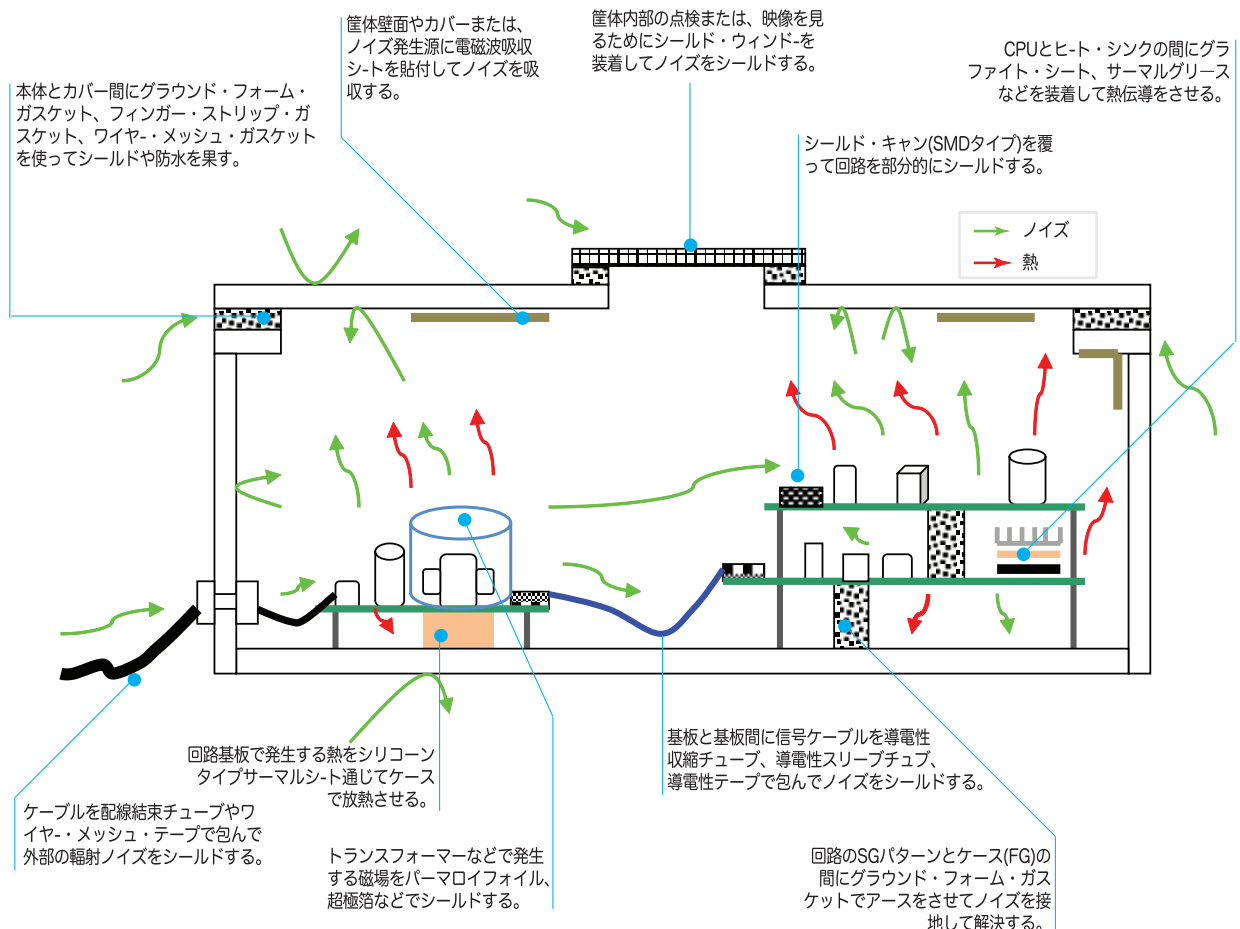 本体とカバー間にグラウンド・フォーム・
ガスケット、フィンガー・ストリップ・ガ
スケット、ワイヤ-・メッシュ・ガスケット
を使ってシールドや防水を果す。
筐体壁面やカバーまたは、
ノイズ発生源に電磁波吸収
シ-トを貼付してノイズを吸
収する。
筐体内部の点検または、映像を見
るためにシールド・ウィンド-を
装着してノイズをシールドする。
CPUとヒ-ト・シンクの間にグラ
ファイト・シート、サーマルグリース
などを装着して熱伝導をさせる。
シールド・キャン(SMDタイプ)を覆
って回路を部分的にシールドする。
ノイズ
熱
回路基板で発生する熱をシリコーン
タイプサーマルシ-ト通じてケース
で放熱させる。
ケーブルを配線結束チューブやワ
イヤ-・メッシュ・テープで包んで
外部の輻射ノイズをシールドする。
トランスフォーマーなどで発生
する磁場をパーマロイフォイル、
超極箔などでシールドする。
基板と基板間に信号ケーブルを導電性
収縮チューブ、導電性スリーブチュブ、
導電性テープで包んでノイズをシールドする。
回路のSGパターンとケース(FG)の
間にグラウンド・フォーム・ガス
ケットでアースをさせてノイズを接
地して解決する。